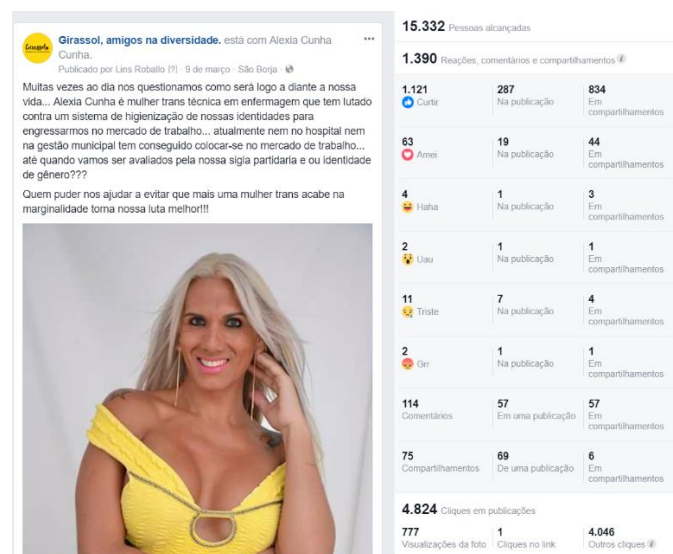 Girassol
Girassol, amigos na diversidade. está com Alexia Cunha
Cunha.
Publicado por Lins Roballo [?] · 9 de março · São Borja ·
Muitas vezes ao dia nos questionamos como será logo a diante a nossa
vida... Alexia Cunha é mulher trans técnica em enfermagem que tem lutado
contra um sistema de higienização de nossas identidades para
engressarmos no mercado de trabalho... atualmente nem no hospital nem
na gestão municipal tem conseguido colocar-se no mercado de trabalho...
até quando vamos ser avaliados pela nossa sigla partidaria e ou identidade
de gênero???
Quem puder nos ajudar a evitar que mais uma mulher trans acabe na
marginalidade torna nossa luta melhor!!!
15.332 Pessoas alcançadas
1.390 Reações, comentários e compartilhamentos
1.121 287 834
Curtir Na publicação Em
compartilhamentos
63 19 44
Amei Na publicação Em
compartilhamentos
4 1 3
Haha Na publicação Em
compartilhamentos
2 1 1
Uau Na publicação Em
compartilhamentos
11 7 4
Triste Na publicação Em
compartilhamentos
2 1 1
Grr Na publicação Em
compartilhamentos
114 57 57
Comentários Em uma publicação Em
compartilhamentos
75 69 6
Compartilhamentos De uma publicação Em
compartilhamentos
4.824 Cliques em publicações
777 1 4.046
Visualizações da foto Cliques no link Outros cliques